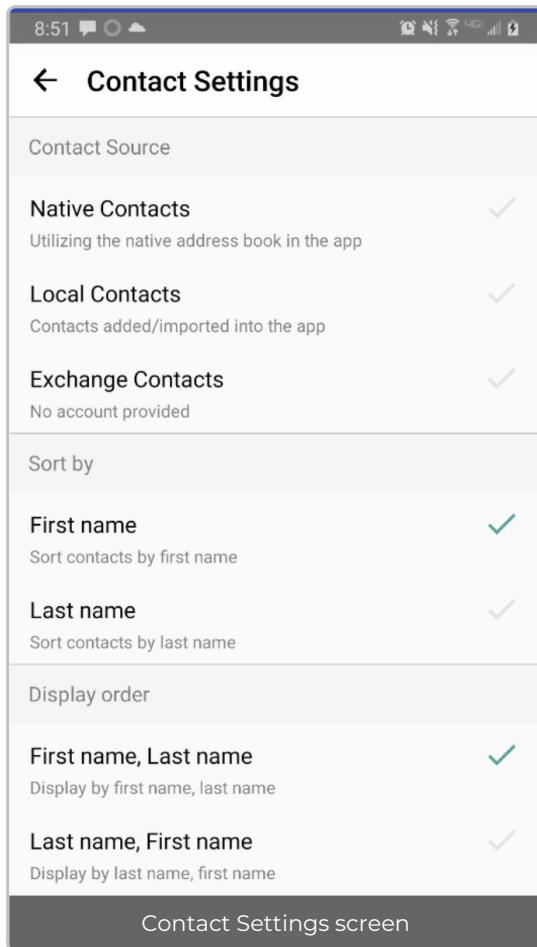 8:51
Contact Settings
Contact Source
Native Contacts
Utilizing the native address book in the app
Local Contacts
Contacts added/imported into the app
Exchange Contacts
No account provided
Sort by
First name
Sort contacts by first name
Last name
Sort contacts by last name
Display order
First name, Last name
Display by first name, last name
Last name, First name
Display by last name, first name
Contact Settings screen